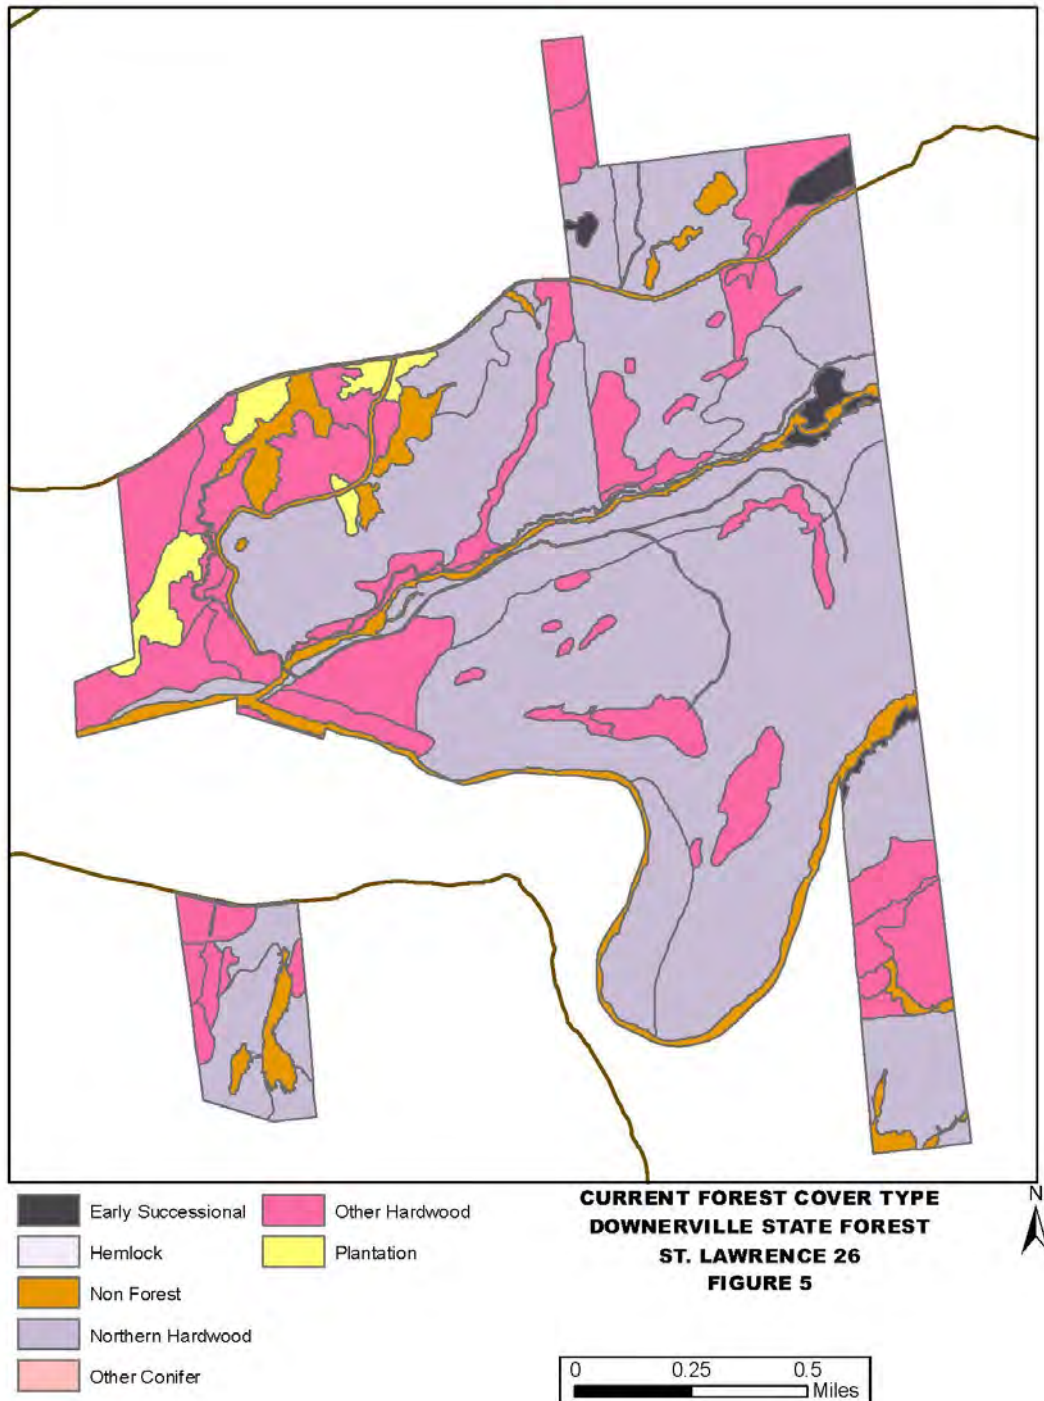 Early Successional
Hemlock
Non Forest
Northern Hardwood
Other Conifer
Other Hardwood
Plantation
CURRENT FOREST COVER TYPE
DOWNERVILLE STATE FOREST
ST. LAWRENCE 26
FIGURE 5
N
0 0.25 0.5
Miles